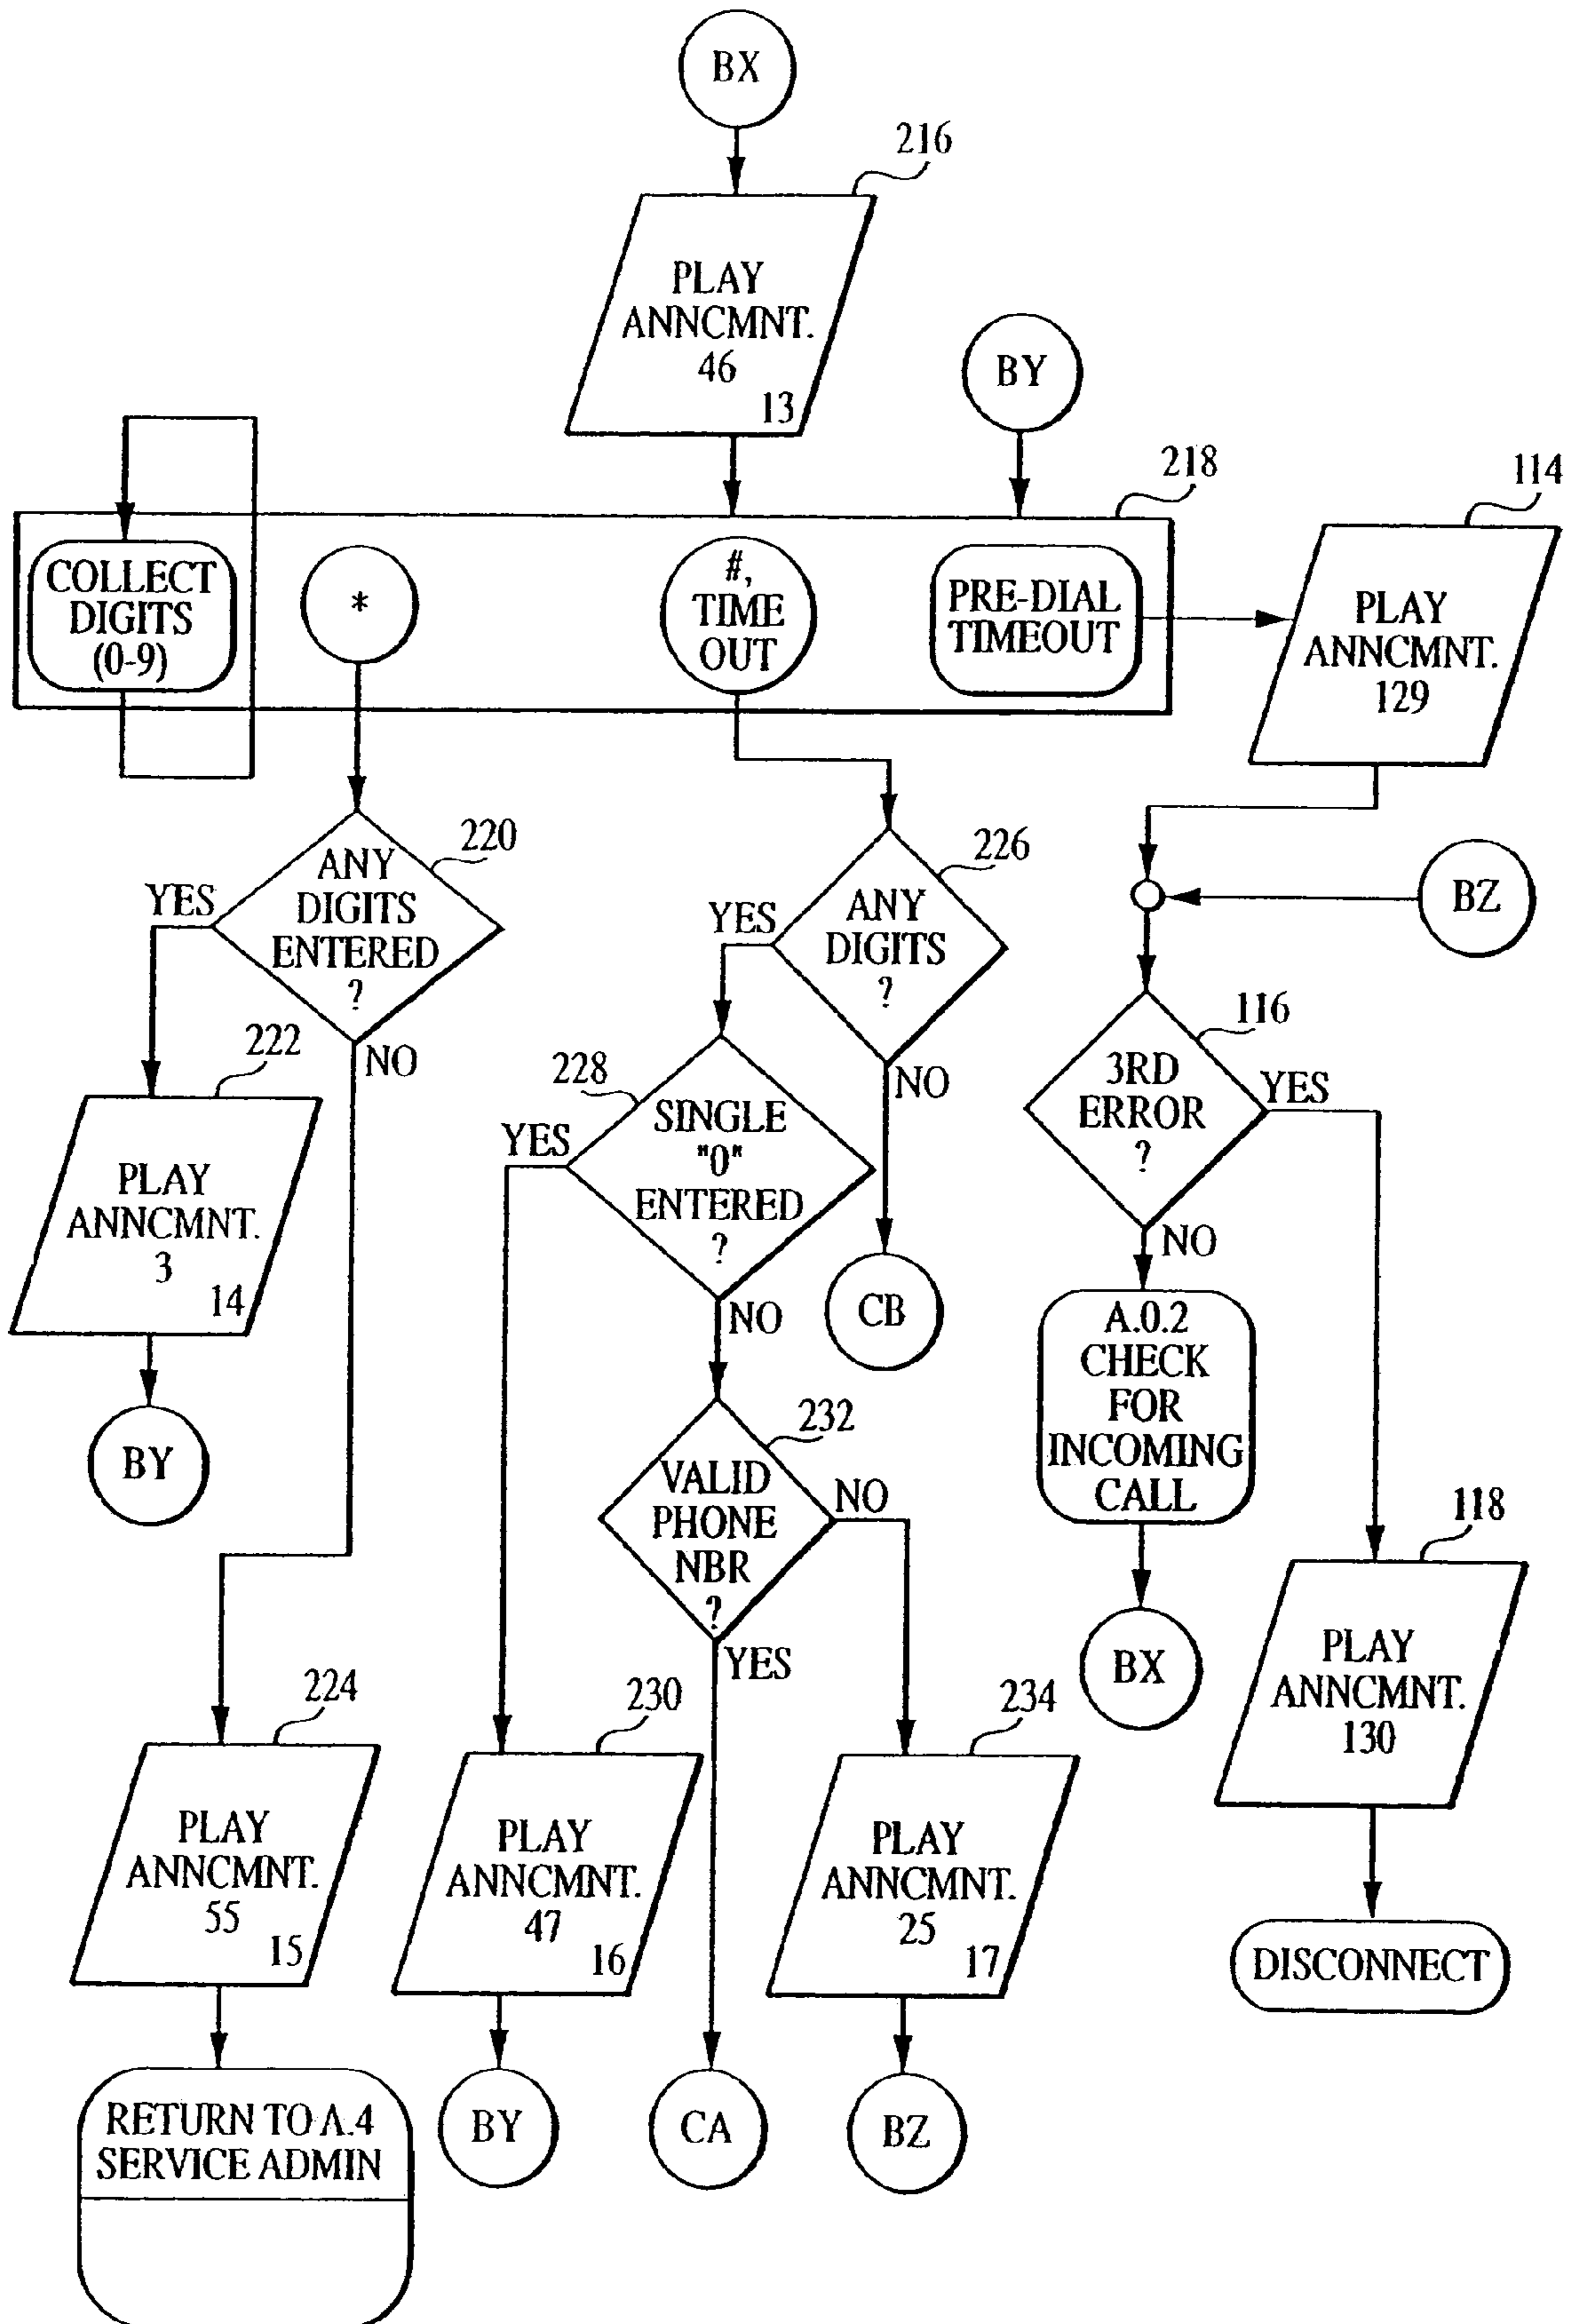 BX
216
PLAY
ANNCMNT.
46
13
BY
218
114
COLLECT
DIGITS
(0-9)
*
#,
TIME
OUT
PRE-DIAL
TIMEOUT
PLAY
ANNCMNT.
129
220
ANY
DIGITS
ENTERED
?
YES
NO
226
ANY
DIGITS
?
YES
NO
BZ
222
PLAY
ANNCMNT.
3
14
BY
228
SINGLE
"0"
ENTERED
?
YES
NO
CB
116
3RD
ERROR
?
YES
NO
A.0.2
CHECK
FOR
INCOMING
CALL
BX
232
VALID
PHONE
NBR
?
NO
YES
118
PLAY
ANNCMNT.
130
DISCONNECT
224
PLAY
ANNCMNT.
55
15
RETURN TO A.4
SERVICE ADMIN
230
PLAY
ANNCMNT.
47
16
BY
CA
234
PLAY
ANNCMNT.
25
17
BZ